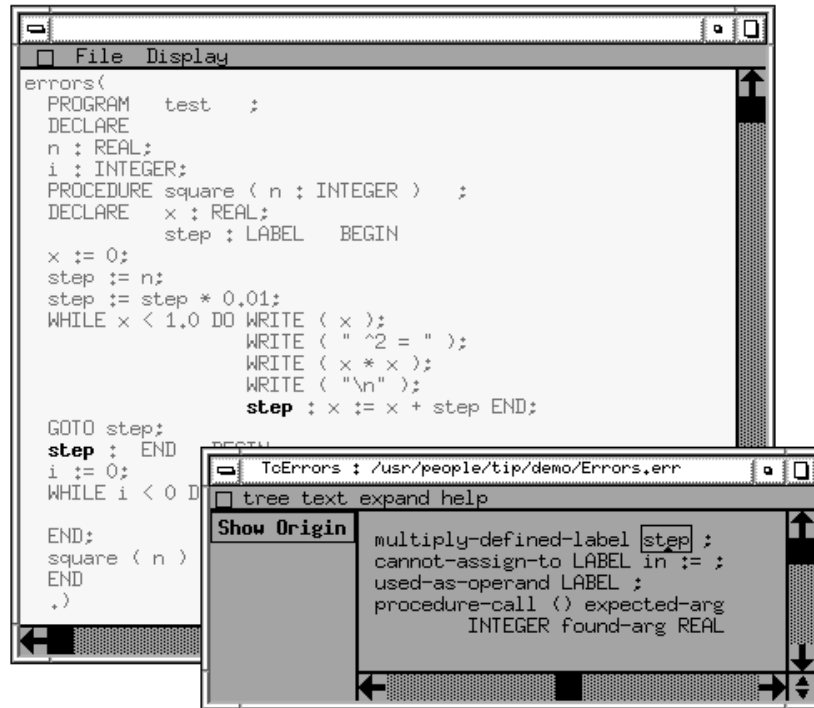 File Display
errors(
PROGRAM test ;
DECLARE
n : REAL;
i : INTEGER;
PROCEDURE square ( n : INTEGER ) ;
DECLARE x : REAL;
step : LABEL BEGIN
x := 0;
step := n;
step := step * 0.01;
WHILE x < 1.0 DO WRITE ( x );
WRITE ( " ^2 = " );
WRITE ( x * x );
WRITE ( "\n" );
step : x := x + step END;
GOTO step;
step : END BEGIN
i := 0;
WHILE i < 0 D
END;
square ( n )
END
.)
TcErrors : /usr/people/tip/demo/Errors.err
tree text expand help
Show Origin
multiply-defined-label step ;
cannot-assign-to LABEL in := ;
used-as-operand LABEL ;
procedure-call () expected-arg
INTEGER found-arg REAL